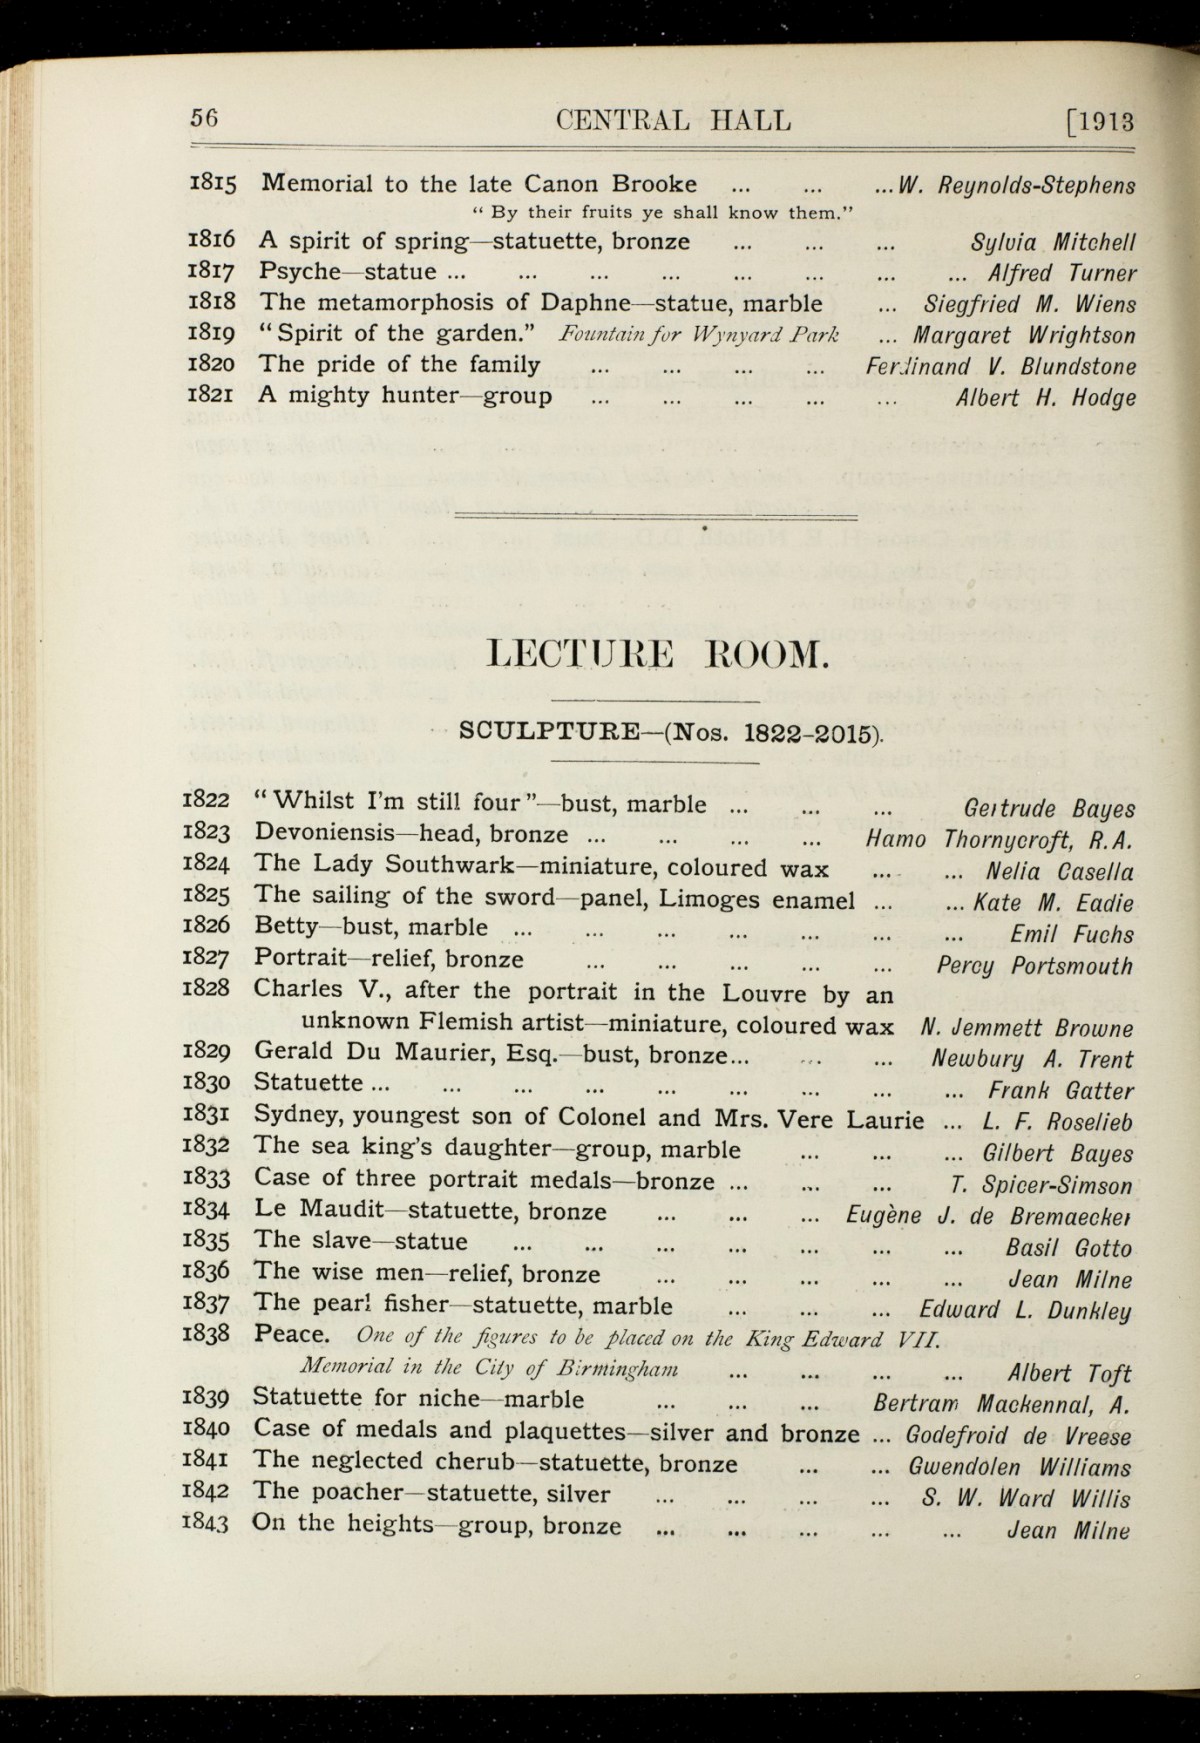 56 CENTRAL HALL [1913
1815 Memorial to the late Canon Brooke ... ... ... W. Reynolds-Stephens
“ By their fruits ye shall know them.”
1816 A spirit of spring—statuette, bronze ... ... ... Sylvia Mitchell
1817 Psyche—statue ... ... ... ... ... ... ... ... Alfred Turner
1818 The metamorphosis of Daphne—statue, marble ... Siegfried M. Wiens
1819 “ Spirit of the garden.” Fountain for Wynyard Park ... Margaret Wrightson
1820 The pride of the family ... ... ... ... Ferdinand V. Blundstone
1821 A mighty hunter—group ... ... ... ... ... Albert H. Hodge
LECTURE ROOM.
SCULPTURE—(Nos. 1822-2015).
1822 “ Whilst I’m still four ”—bust, marble ... ... ... Gertrude Bayes
1823 Devoniensis—head, bronze ... ... ... ... Hamo Thornycroft, R.A.
1824 The Lady Southwark—miniature, coloured wax ... ... Nelia Casella
1825 The sailing of the sword—panel, Limoges enamel ... ... Kate M. Eadie
1826 Betty—bust, marble ... ... ... ... ... ... ... Emil Fuchs
1827 Portrait—relief, bronze ... ... ... ... ... Percy Portsmouth
1828 Charles V., after the portrait in the Louvre by an
unknown Flemish artist—miniature, coloured wax N. Jemmett Browne
1829 Gerald Du Maurier, Esq.—bust, bronze... ... ... Newbury A. Trent
1830 Statuette ... ... ... ... ... ... ... ... ... Frank Gatter
1831 Sydney, youngest son of Colonel and Mrs. Vere Laurie ... L. F. Roselieb
1832 The sea king’s daughter—group, marble ... ... ... Gilbert Bayes
1833 Case of three portrait medals—bronze ... ... ... T. Spicer-Simson
1834 Le Maudit—statuette, bronze ... ... ... Eugène J. de Bremaecker
1835 The slave—statue ... ... ... ... ... ... ... Basil Gotto
1836 The wise men—relief, bronze ... ... ... ... ... Jean Milne
1837 The pearl fisher—statuette, marble ... ... ... Edward L. Dunkley
1838 Peace. One of the figures to be placed on the King Edward VII.
Memorial in the City of Birmingham ... ... ... ... Albert Toft
1839 Statuette for niche—marble ... ... ... Bertram Mackennal, A.
1840 Case of medals and plaquettes—silver and bronze ... Godefroid de Vreese
1841 The neglected cherub—statuette, bronze ... ... Gwendolen Williams
1842 The poacher—statuette, silver ... ... ... ... S. W. Ward Willis
1843 On the heights—group, bronze ... ... ... ... ... Jean Milne